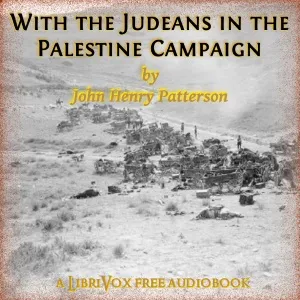 With the Judeans in the
Palestine Campaign
by
John Henry Patterson
a LibriVox free audiobook